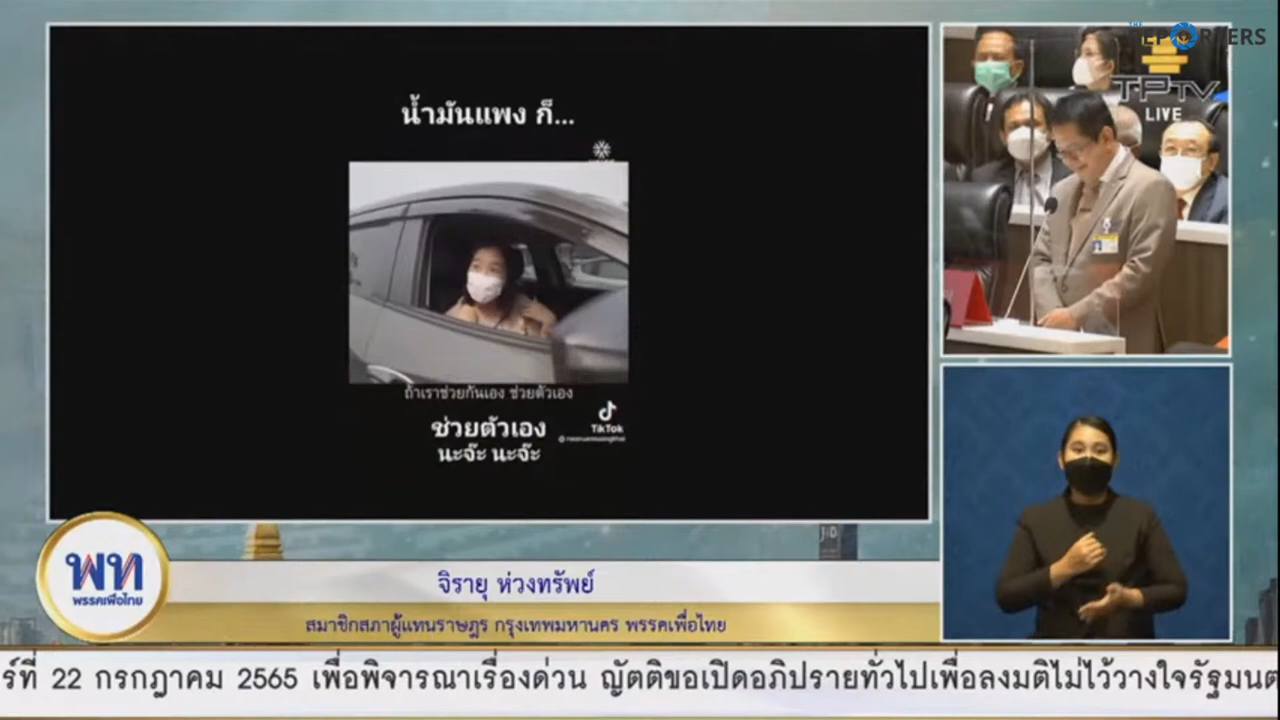 THE REPORTERS
TPTV
LIVE
น้ำมันแพง ก็...
ถ้าเราช่วยกันเอง ช่วยตัวเอง
ช่วยตัวเอง
นะจ๊ะ นะจ๊ะ
TikTok
พท
พรรคเพื่อไทย
จิรายุ ห่วงทรัพย์
สมาชิกสภาผู้แทนราษฎร กรุงเทพมหานคร พรรคเพื่อไทย
ร์ที่ 22 กรกฎาคม 2565 เพื่อพิจารณาเรื่องด่วน ญัตติขอเปิดอภิปรายทั่วไปเพื่อลงมติไม่ไว้วางใจรัฐมนต